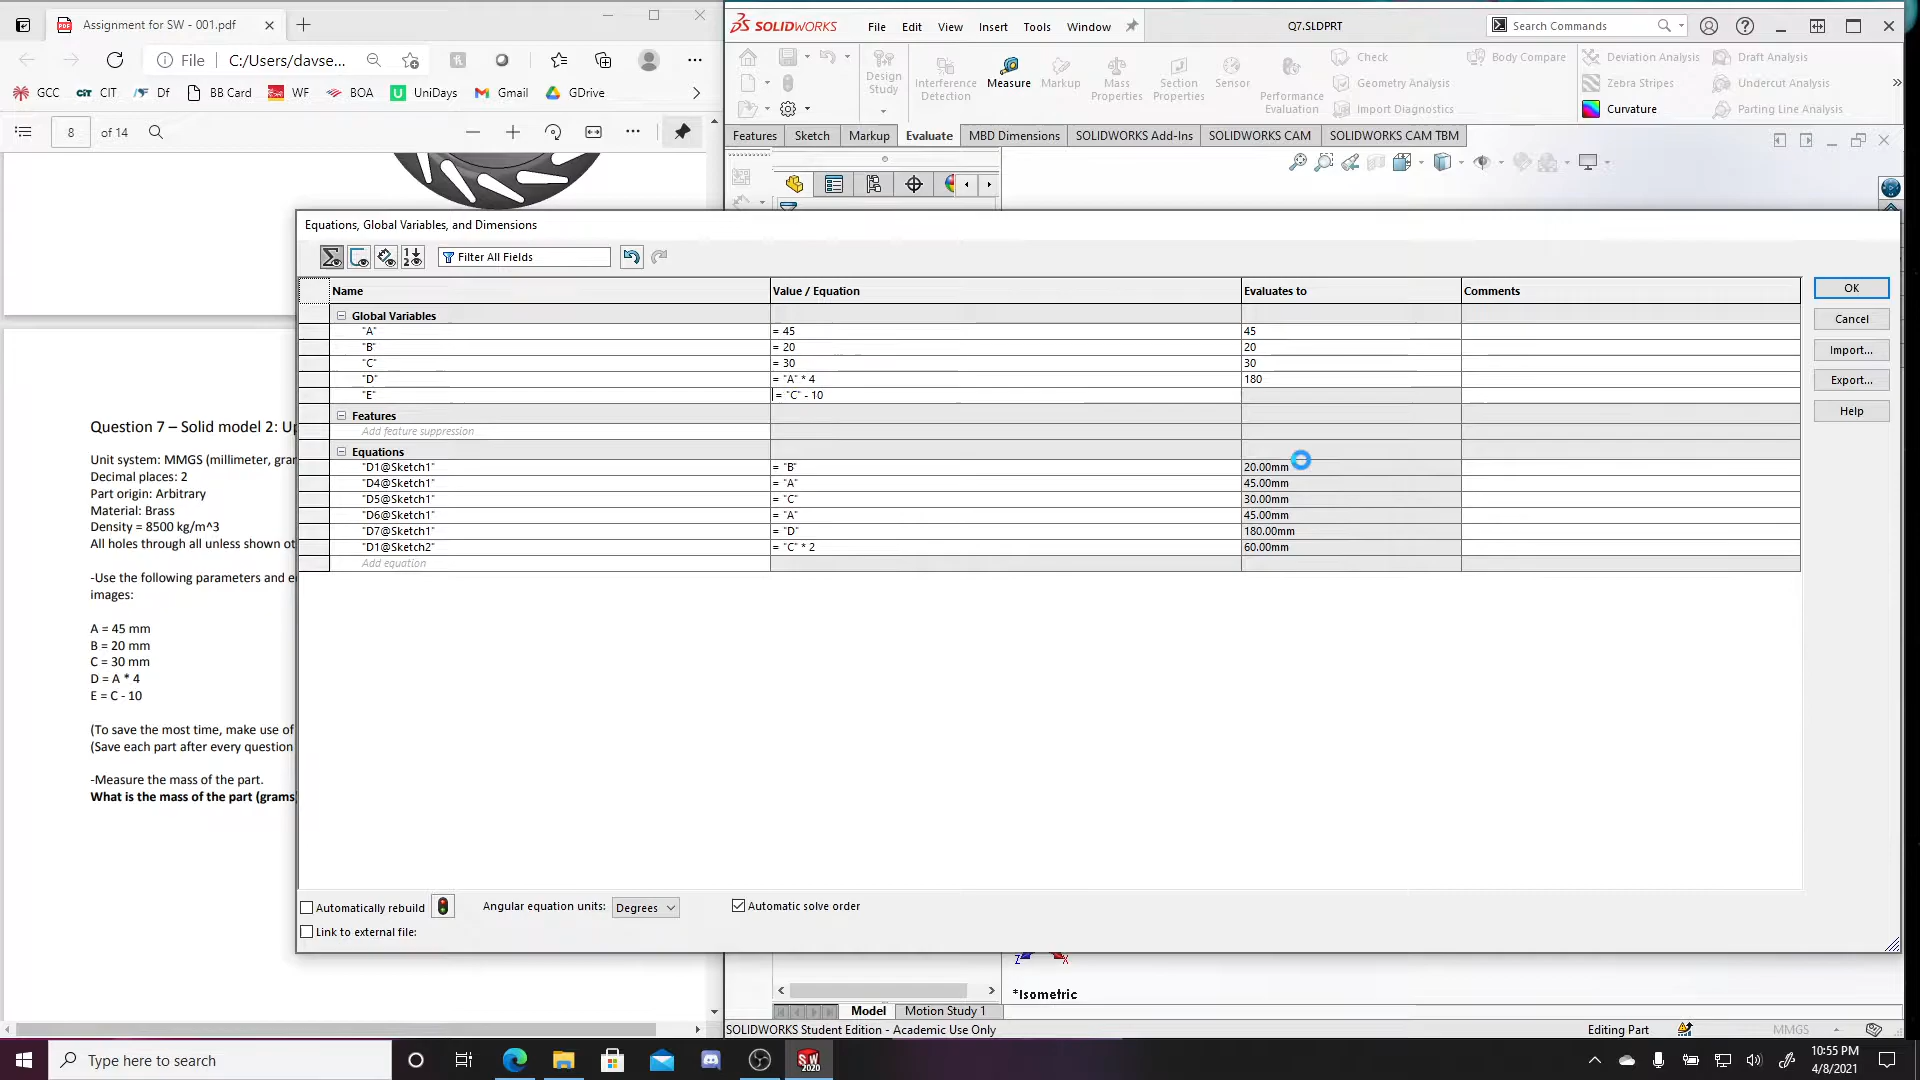 Assignment for SW - 001.pdf
SOLIDWORKS
File Edit View Insert Tools Window
Q7.SLDPRT
Search Commands
File C:/Users/davse...
GCC CIT Df BB Card WF BOA UniDays Gmail GDrive
8 of 14
Design Study
Interference Detection
Measure
Markup
Mass Properties
Section Properties
Sensor
Performance Evaluation
Check
Geometry Analysis
Import Diagnostics
Body Compare
Deviation Analysis
Zebra Stripes
Curvature
Draft Analysis
Undercut Analysis
Parting Line Analysis
Features Sketch Markup Evaluate MBD Dimensions SOLIDWORKS Add-Ins SOLIDWORKS CAM SOLIDWORKS CAM TBM
Equations, Global Variables, and Dimensions
Filter All Fields
Name Value / Equation Evaluates to Comments
Global Variables
"A" = 45 45
"B" = 20 20
"C" = 30 30
"D" = "A" * 4 180
"E" = "C" - 10
Features
Add feature suppression
Equations
"D1@Sketch1" = "B" 20.00mm
"D4@Sketch1" = "A" 45.00mm
"D5@Sketch1" = "C" 30.00mm
"D6@Sketch1" = "A" 45.00mm
"D7@Sketch1" = "D" 180.00mm
"D1@Sketch2" = "C" * 2 60.00mm
Add equation
OK
Cancel
Import...
Export...
Help
Automatically rebuild
Angular equation units: Degrees
Automatic solve order
Link to external file:
Question 7 – Solid model 2: U
Unit system: MMGS (millimeter, gra
Decimal places: 2
Part origin: Arbitrary
Material: Brass
Density = 8500 kg/m^3
All holes through all unless shown ot
-Use the following parameters and e
images:
A = 45 mm
B = 20 mm
C = 30 mm
D = A * 4
E = C - 10
(To save the most time, make use of
(Save each part after every question
-Measure the mass of the part.
What is the mass of the part (grams
*Isometric
Model Motion Study 1
SOLIDWORKS Student Edition - Academic Use Only
Editing Part
MMGS
Type here to search
SW 2020
10:55 PM
4/8/2021